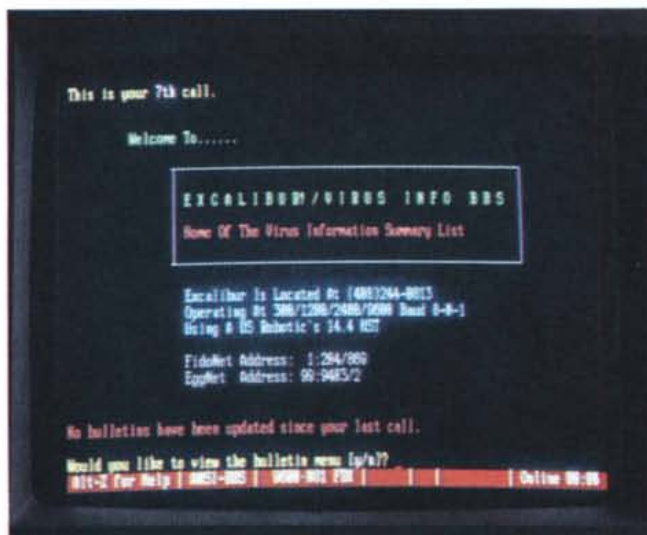 This is your 7th call.
Welcome To......
EXCALIBUR!/VIRUS INFO BBS
Home Of The Virus Information Summary List
Excalibur Is Located At (408)244-0813
Operating At 300/1200/2400/9600 Baud 8-0-1
Using A US Robotic's 14.4 HST
FidoNet Address: 1:204/869
EggNet Address: 99:9403/2
No bulletins have been updated since your last call.
Would you like to view the bulletin menu [y/n]? _
Alt-Z for Help | ANSI-BBS | 9600-N81 FDX | | | | Online 00:06